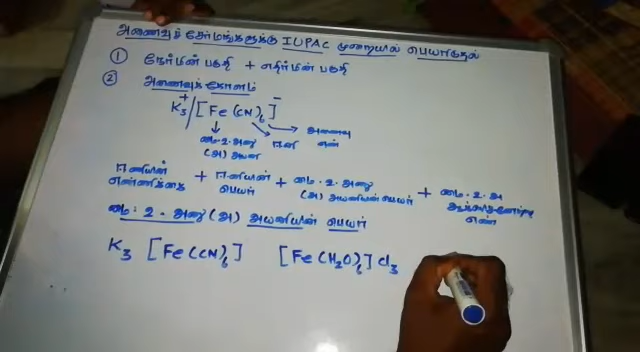 அணைவுச் சேர்மங்களுக்கு IUPAC முறையில் பெயரிடுதல்
① நேர்மின் பகுதி + எதிர்மின் பகுதி
② அணைவுக் கோளம்
K₃⁺/[Fe(CN)₆]⁻
மை.உ.அணு ஈனி அணைவு
(அ) அயனி எண்
ஈனியின் + ஈனியின் + மை.உ.அணு + மை.உ.அ
எண்ணிக்கை பெயர் (அ) அயனியின் பெயர் ஆக்ஸிஜனேற்ற
எண்
மை.உ.அணு (அ) அயனியின் பெயர்
K₃ [Fe(CN)₆] [Fe(H₂O)₆]Cl₃